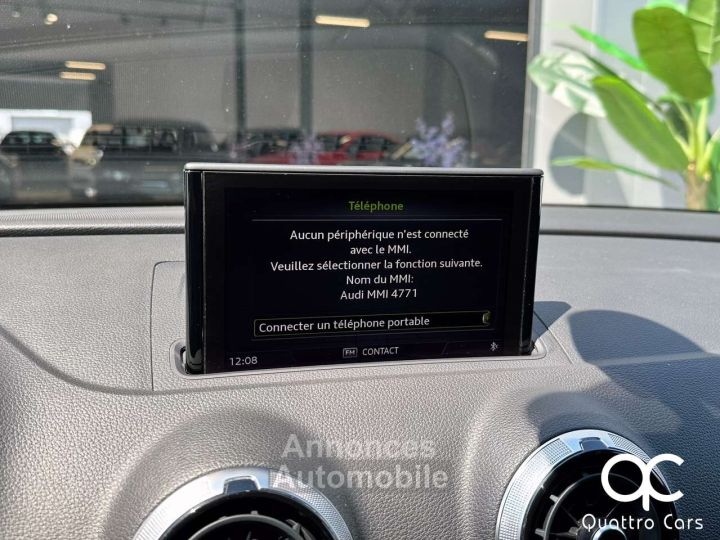 Téléphone
Aucun périphérique n'est connecté
avec le MMI.
Veuillez sélectionner la fonction suivante.
Nom du MMI:
Audi MMI 4771
Connecter un téléphone portable
12:08
FM CONTACT
Annonces
Automobile
QC
Quattro Cars